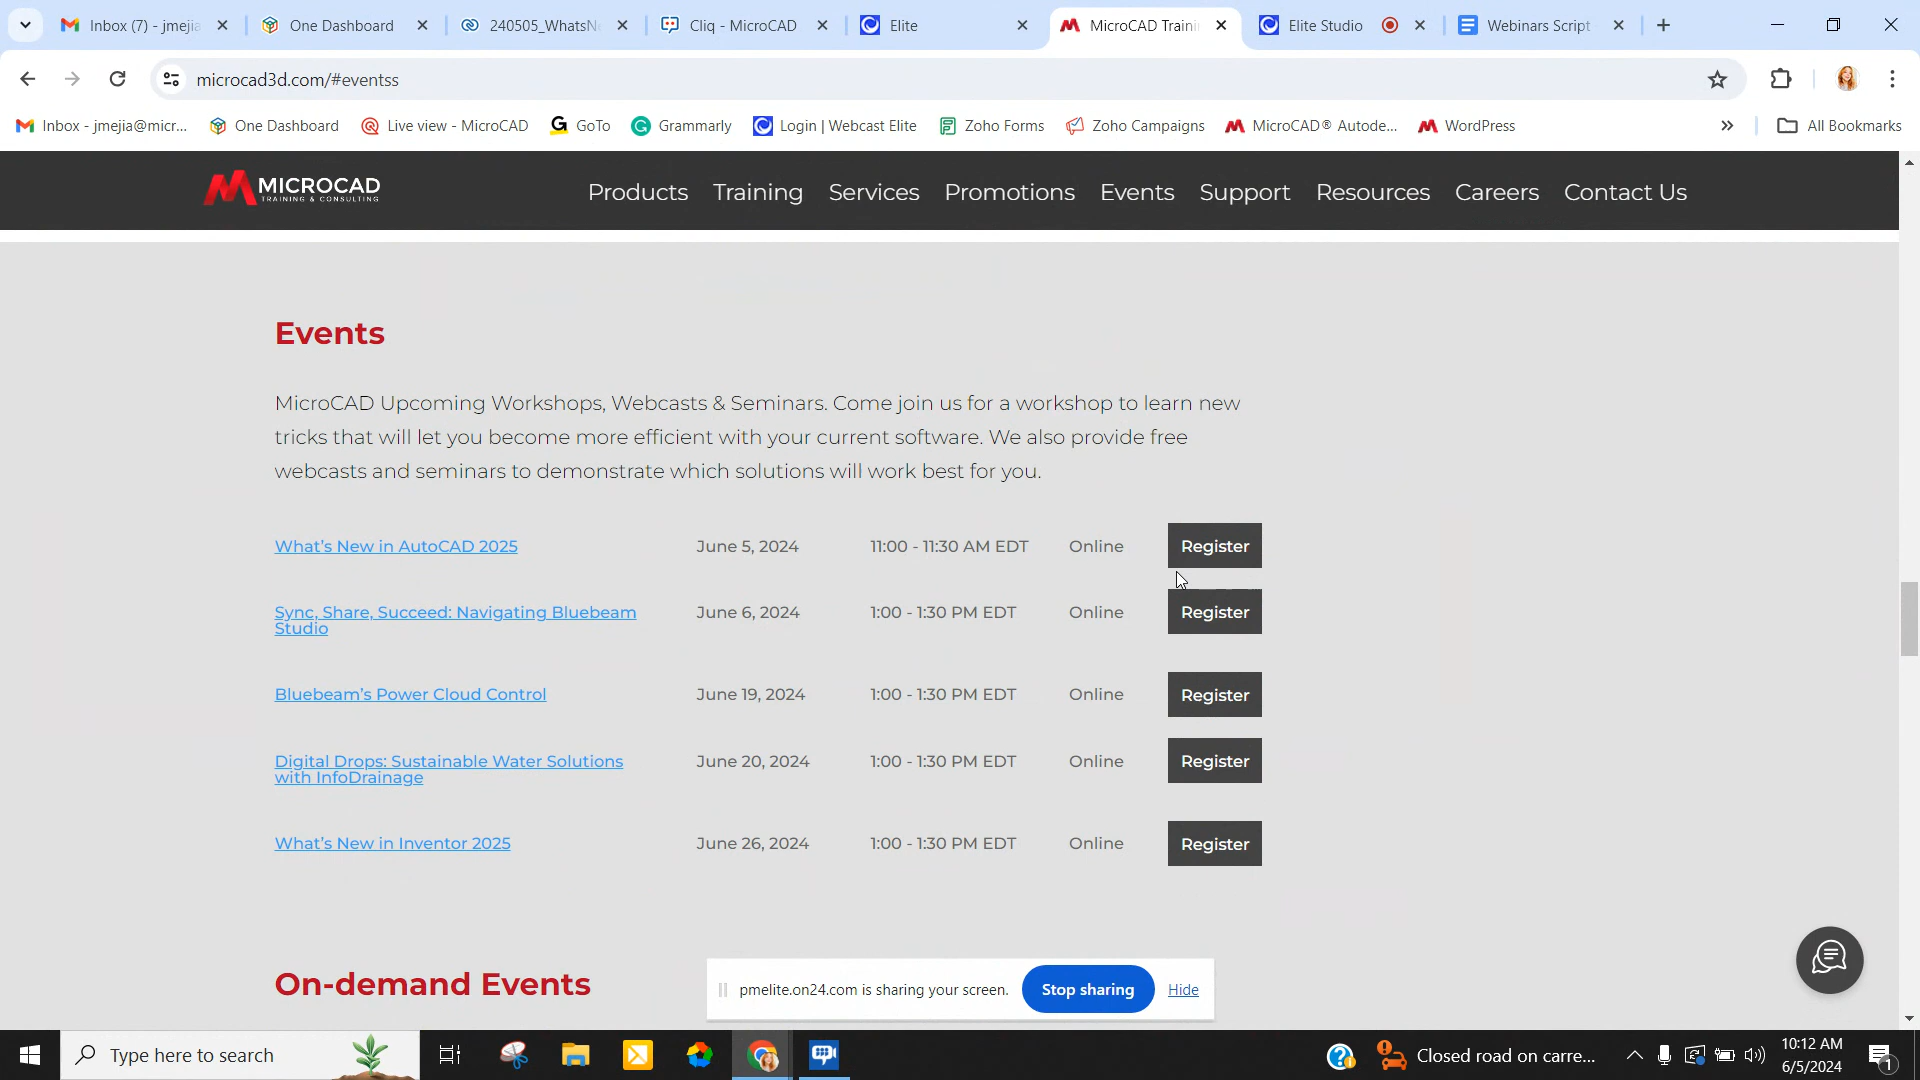 Inbox (7) - jmejia
One Dashboard
240505_WhatsNe
Cliq - MicroCAD
Elite
MicroCAD Traini
Elite Studio
Webinars Script
microcad3d.com/#eventss
Inbox - jmejia@micr...
One Dashboard
Live view - MicroCAD
GoTo
Grammarly
Login | Webcast Elite
Zoho Forms
Zoho Campaigns
MicroCAD® Autode...
WordPress
All Bookmarks
MICROCAD
TRAINING & CONSULTING
Products Training Services Promotions Events Support Resources Careers Contact Us
Events
MicroCAD Upcoming Workshops, Webcasts & Seminars. Come join us for a workshop to learn new
tricks that will let you become more efficient with your current software. We also provide free
webcasts and seminars to demonstrate which solutions will work best for you.
What's New in AutoCAD 2025 June 5, 2024 11:00 - 11:30 AM EDT Online Register
Sync, Share, Succeed: Navigating Bluebeam June 6, 2024 1:00 - 1:30 PM EDT Online Register
Studio
Bluebeam's Power Cloud Control June 19, 2024 1:00 - 1:30 PM EDT Online Register
Digital Drops: Sustainable Water Solutions June 20, 2024 1:00 - 1:30 PM EDT Online Register
with InfoDrainage
What's New in Inventor 2025 June 26, 2024 1:00 - 1:30 PM EDT Online Register
On-demand Events
pmelite.on24.com is sharing your screen. Stop sharing Hide
Type here to search
Closed road on carre...
10:12 AM
6/5/2024
1